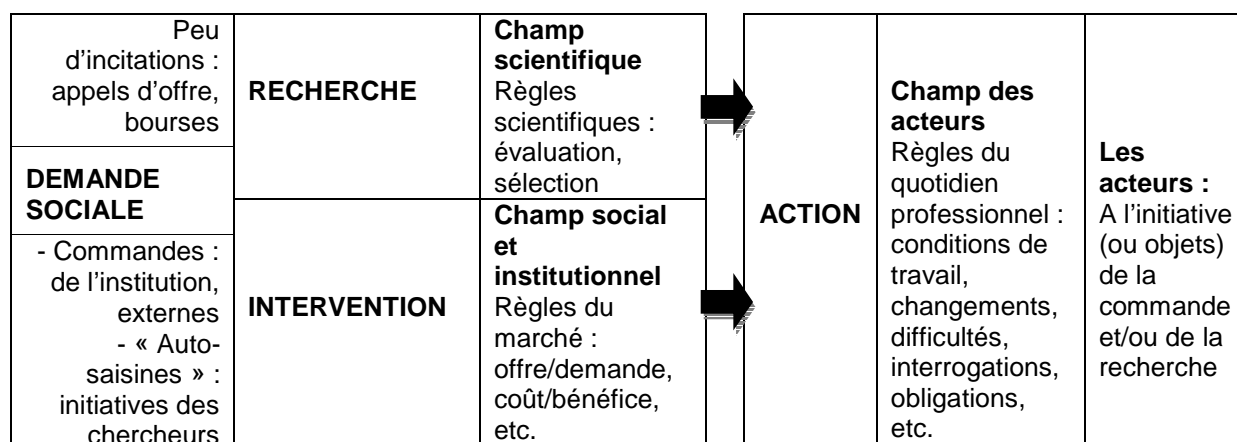 Peu
d’incitations :
appels d’offre,
bourses
DEMANDE
SOCIALE
- Commandes :
de l’institution,
externes
- « Auto-
saisines » :
initiatives des
chercheurs
RECHERCHE
INTERVENTION
Champ
scientifique
Règles
scientifiques :
évaluation,
sélection
Champ social
et
institutionnel
Règles du
marché :
offre/demande,
coût/bénéfice,
etc.
ACTION
Champ des
acteurs
Règles du
quotidien
professionnel :
conditions de
travail,
changements,
difficultés,
interrogations,
obligations,
etc.
Les
acteurs :
A l’initiative
(ou objets)
de la
commande
et/ou de la
recherche